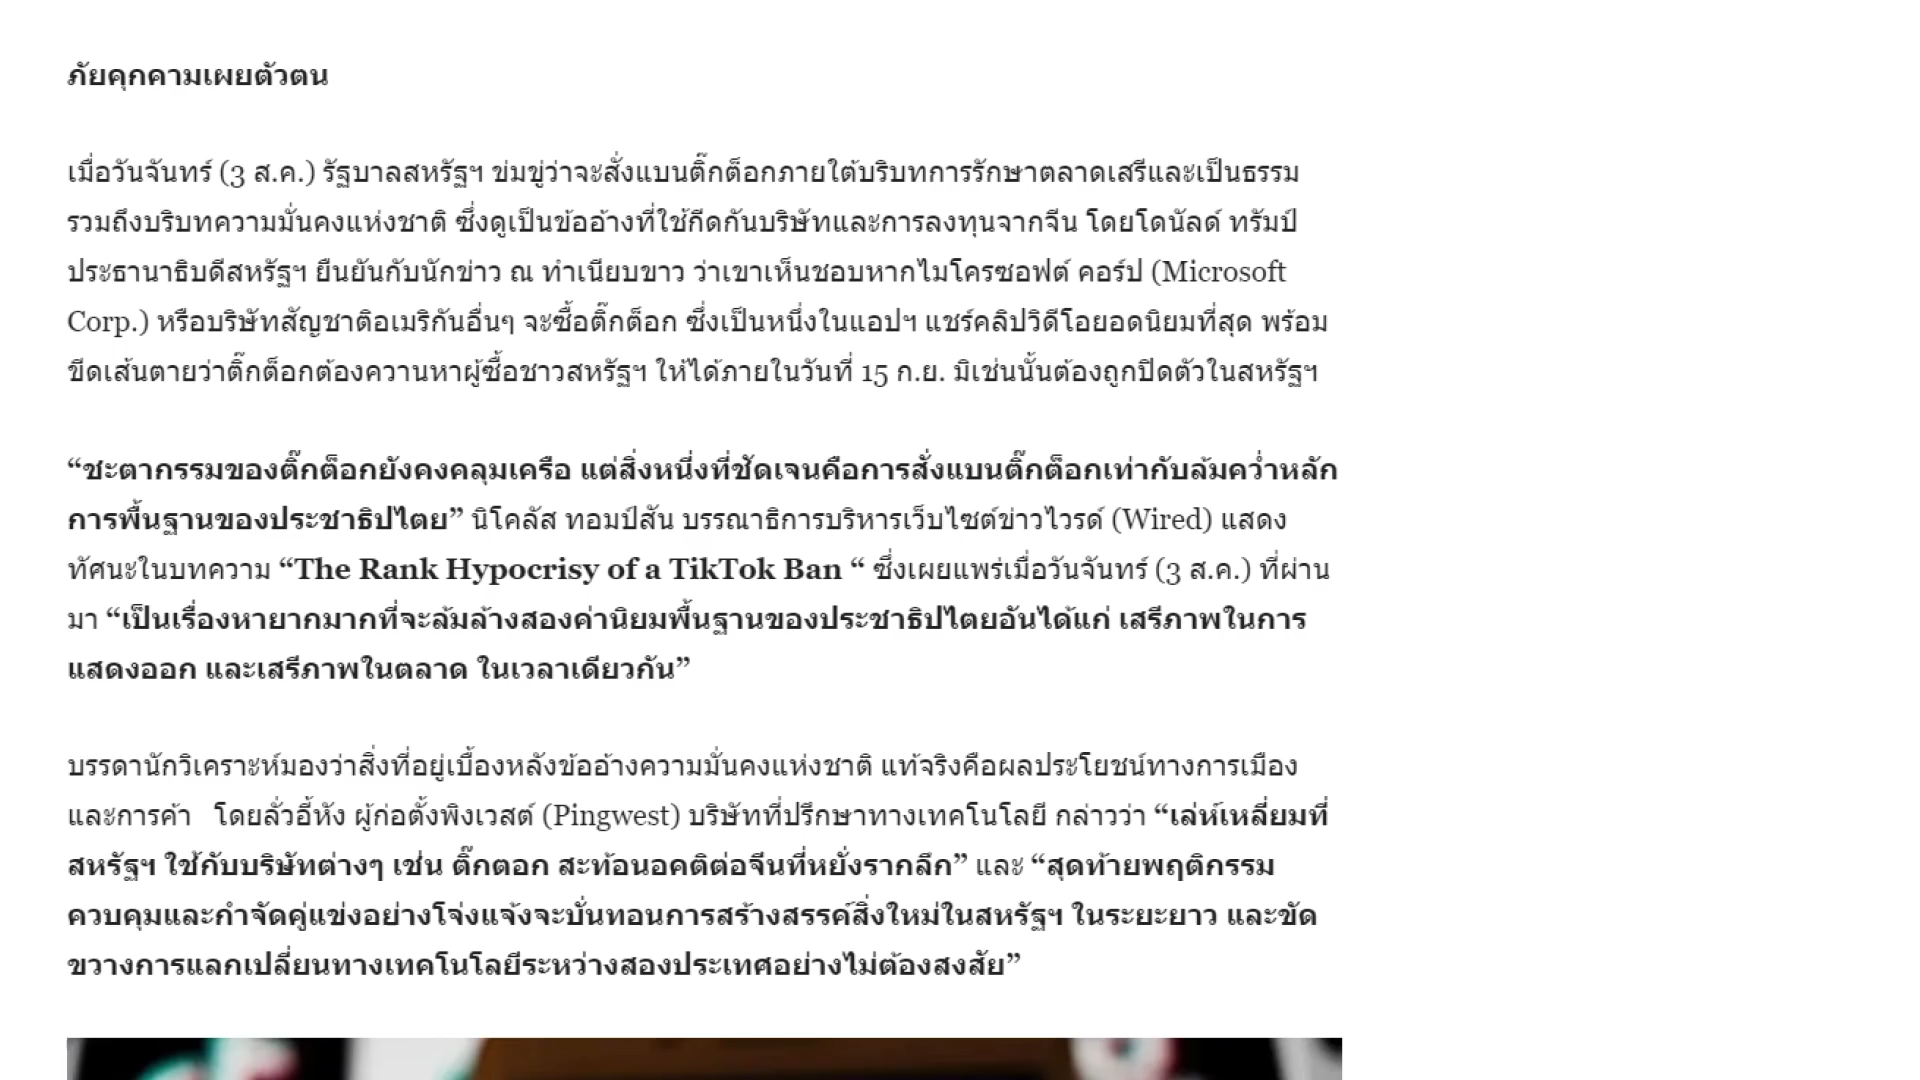 ภัยคุกคามเผยตัวตน
เมื่อวันจันทร์ (3 ส.ค.) รัฐบาลสหรัฐฯ ข่มขู่ว่าจะสั่งแบนติ๊กต็อกภายใต้บริบทการรักษาตลาดเสรีและเป็นธรรม
รวมถึงบริบทความมั่นคงแห่งชาติ ซึ่งดูเป็นข้ออ้างที่ใช้กีดกันบริษัทและการลงทุนจากจีน โดยโดนัลด์ ทรัมป์
ประธานาธิบดีสหรัฐฯ ยืนยันกับนักข่าว ณ ทำเนียบขาว ว่าเขาเห็นชอบหากไมโครซอฟต์ คอร์ป (Microsoft
Corp.) หรือบริษัทสัญชาติอเมริกันอื่นๆ จะซื้อติ๊กต็อก ซึ่งเป็นหนึ่งในแอปฯ แชร์คลิปวิดีโอยอดนิยมที่สุด พร้อม
ขีดเส้นตายว่าติ๊กต็อกต้องควานหาผู้ซื้อชาวสหรัฐฯ ให้ได้ภายในวันที่ 15 ก.ย. มิเช่นนั้นต้องถูกปิดตัวในสหรัฐฯ
“ชะตากรรมของติ๊กต็อกยังคงคลุมเครือ แต่สิ่งหนึ่งที่ชัดเจนคือการสั่งแบนติ๊กต็อกเท่ากับล้มคว่ำหลัก
การพื้นฐานของประชาธิปไตย” นิโคลัส ทอมป์สัน บรรณาธิการบริหารเว็บไซต์ข่าวไวรด์ (Wired) แสดง
ทัศนะในบทความ “The Rank Hypocrisy of a TikTok Ban “ ซึ่งเผยแพร่เมื่อวันจันทร์ (3 ส.ค.) ที่ผ่าน
มา “เป็นเรื่องหายากมากที่จะล้มล้างสองค่านิยมพื้นฐานของประชาธิปไตยอันได้แก่ เสรีภาพในการ
แสดงออก และเสรีภาพในตลาด ในเวลาเดียวกัน”
บรรดานักวิเคราะห์มองว่าสิ่งที่อยู่เบื้องหลังข้ออ้างความมั่นคงแห่งชาติ แท้จริงคือผลประโยชน์ทางการเมือง
และการค้า  โดยลั่วอี้หัง ผู้ก่อตั้งพิงเวสต์ (Pingwest) บริษัทที่ปรึกษาทางเทคโนโลยี กล่าวว่า “เล่ห์เหลี่ยมที่
สหรัฐฯ ใช้กับบริษัทต่างๆ เช่น ติ๊กตอก สะท้อนอคติต่อจีนที่หยั่งรากลึก” และ “สุดท้ายพฤติกรรม
ควบคุมและกำจัดคู่แข่งอย่างโจ่งแจ้งจะบั่นทอนการสร้างสรรค์สิ่งใหม่ในสหรัฐฯ ในระยะยาว และขัด
ขวางการแลกเปลี่ยนทางเทคโนโลยีระหว่างสองประเทศอย่างไม่ต้องสงสัย”